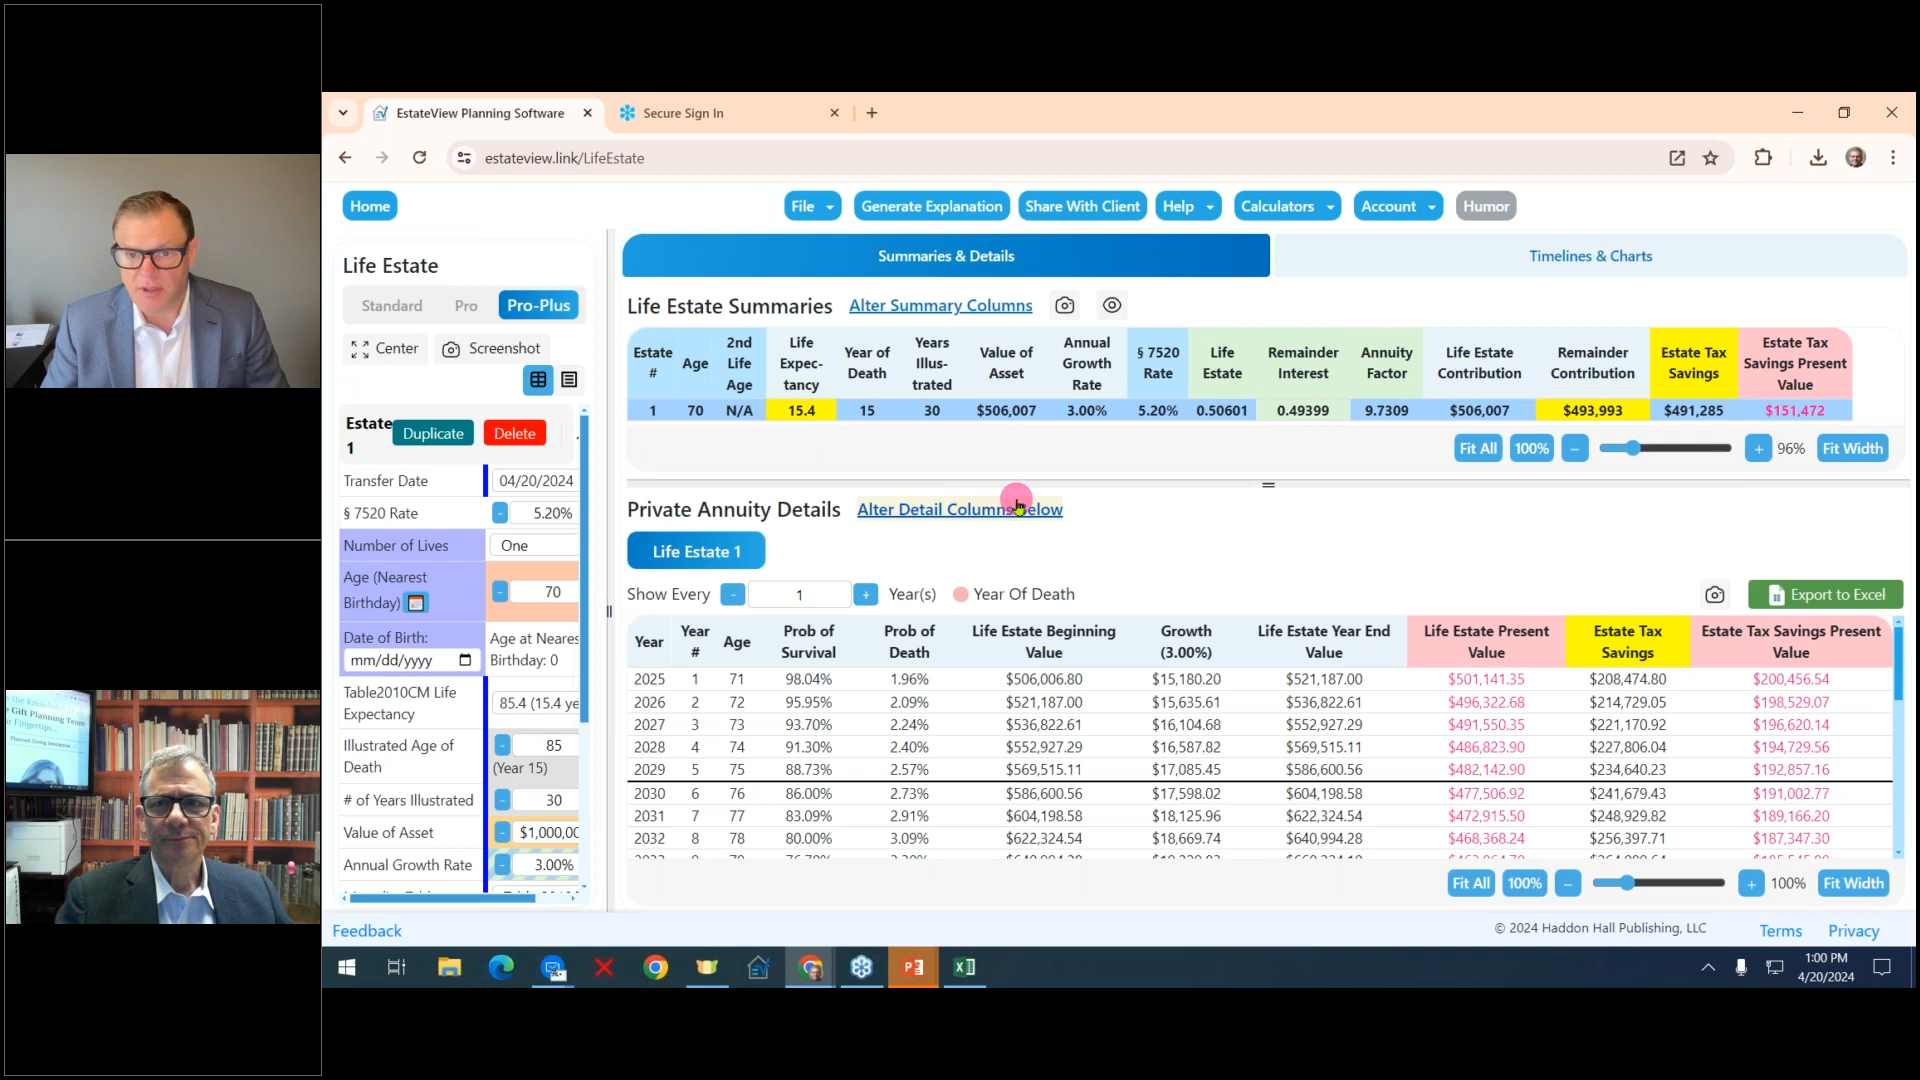 EstateView Planning Software
Secure Sign In
estateview.link/LifeEstate
Home
File
Generate Explanation
Share With Client
Help
Calculators
Account
Humor
Life Estate
Standard
Pro
Pro-Plus
Center
Screenshot
Estate
1
Duplicate
Delete
Transfer Date
04/20/2024
§ 7520 Rate
- 5.20%
Number of Lives
One
Age (Nearest
Birthday)
- 70
Date of Birth:
mm/dd/yyyy
Age at Neares
Birthday: 0
Table2010CM Life
Expectancy
85.4 (15.4 ye
Illustrated Age of
Death
- 85
(Year 15)
# of Years Illustrated
- 30
Value of Asset
- $1,000,00
Annual Growth Rate
- 3.00%
Summaries & Details
Timelines & Charts
Life Estate Summaries
Alter Summary Columns
Estate # Age 2nd Life Age Life Expec-tancy Year of Death Years Illus-trated Value of Asset Annual Growth Rate § 7520 Rate Life Estate Remainder Interest Annuity Factor Life Estate Contribution Remainder Contribution Estate Tax Savings Estate Tax Savings Present Value
1 70 N/A 15.4 15 30 $506,007 3.00% 5.20% 0.50601 0.49399 9.7309 $506,007 $493,993 $491,285 $151,472
Fit All 100% - + 96% Fit Width
Private Annuity Details
Alter Detail Columns Below
Life Estate 1
Show Every - 1 + Year(s) Year Of Death
Export to Excel
Year Year # Age Prob of Survival Prob of Death Life Estate Beginning Value Growth (3.00%) Life Estate Year End Value Life Estate Present Value Estate Tax Savings Estate Tax Savings Present Value
2025 1 71 98.04% 1.96% $506,006.80 $15,180.20 $521,187.00 $501,141.35 $208,474.80 $200,456.54
2026 2 72 95.95% 2.09% $521,187.00 $15,635.61 $536,822.61 $496,322.68 $214,729.05 $198,529.07
2027 3 73 93.70% 2.24% $536,822.61 $16,104.68 $552,927.29 $491,550.35 $221,170.92 $196,620.14
2028 4 74 91.30% 2.40% $552,927.29 $16,587.82 $569,515.11 $486,823.90 $227,806.04 $194,729.56
2029 5 75 88.73% 2.57% $569,515.11 $17,085.45 $586,600.56 $482,142.90 $234,640.23 $192,857.16
2030 6 76 86.00% 2.73% $586,600.56 $17,598.02 $604,198.58 $477,506.92 $241,679.43 $191,002.77
2031 7 77 83.09% 2.91% $604,198.58 $18,125.96 $622,324.54 $472,915.50 $248,929.82 $189,166.20
2032 8 78 80.00% 3.09% $622,324.54 $18,669.74 $640,994.28 $468,368.24 $256,397.71 $187,347.30
Fit All 100% - + 100% Fit Width
Feedback
© 2024 Haddon Hall Publishing, LLC
Terms
Privacy
1:00 PM
4/20/2024
Gift Planning Team
Fingertips...